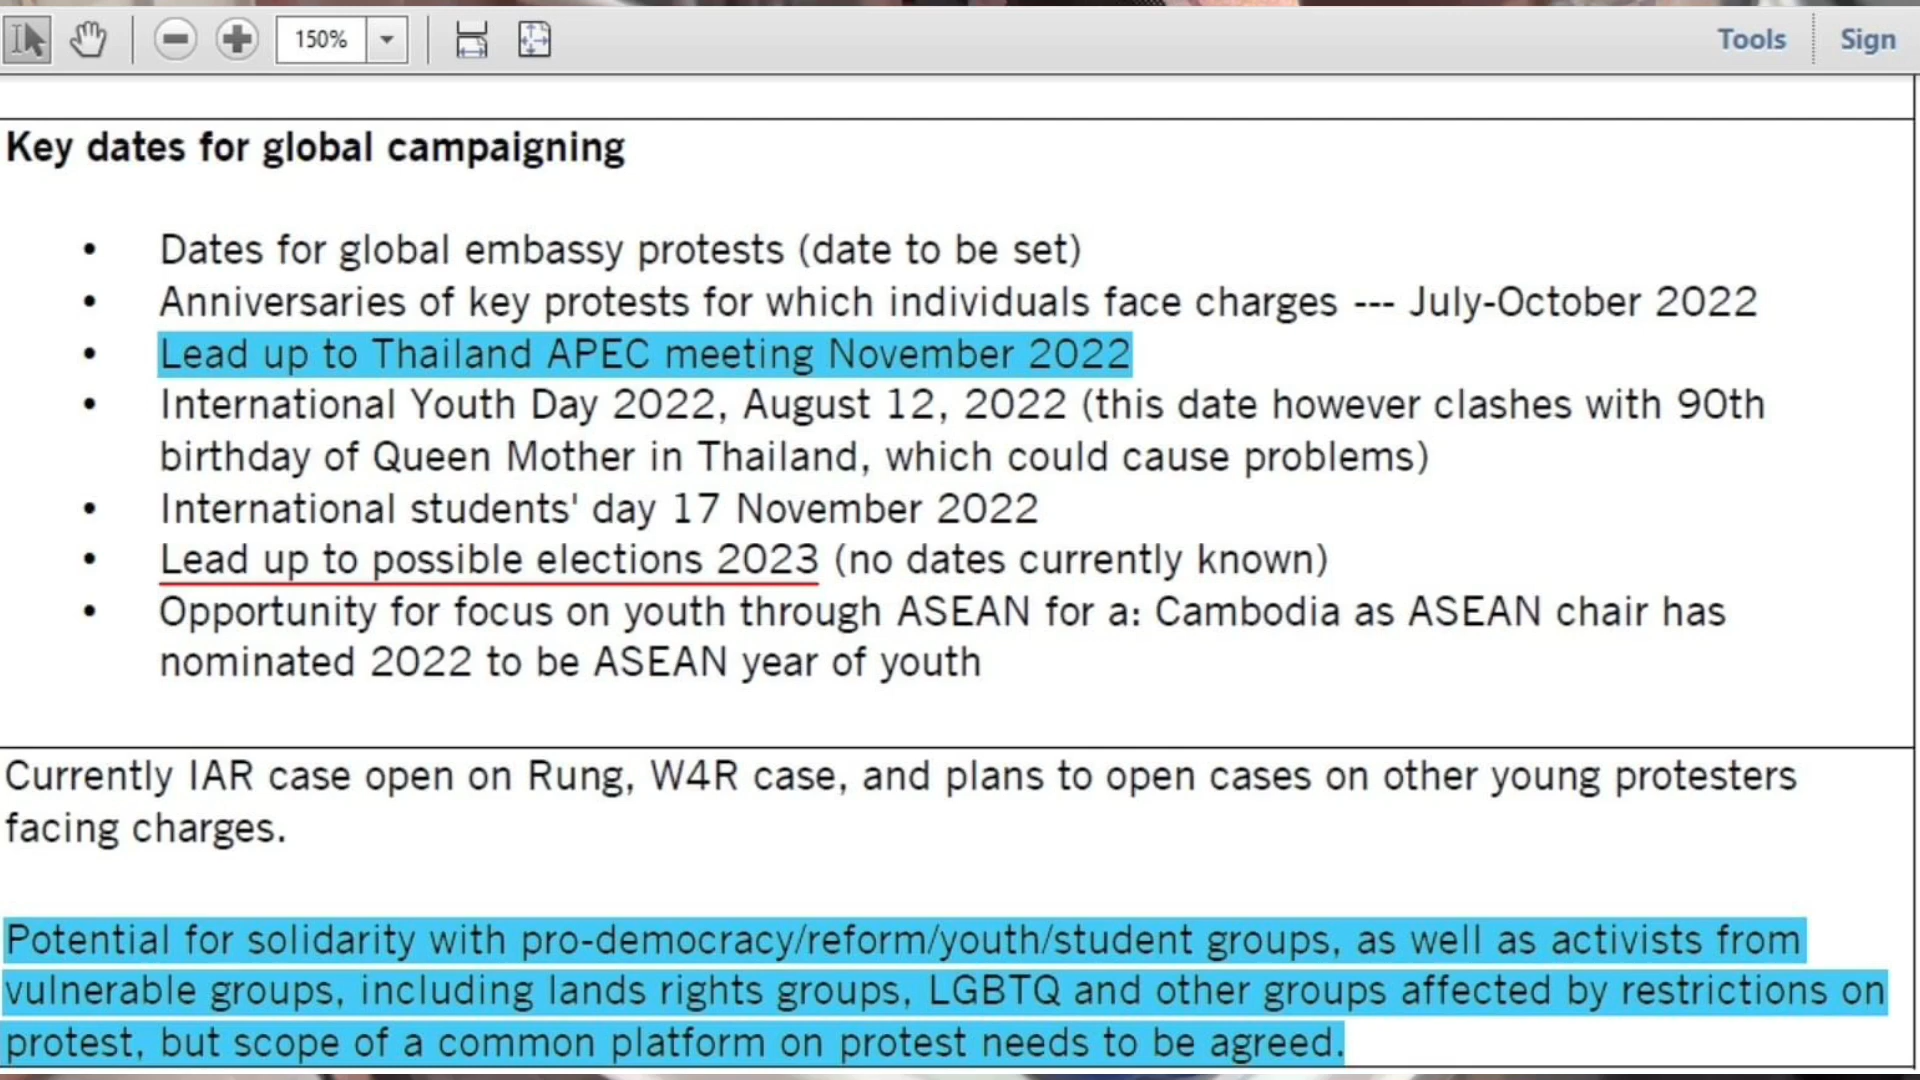 150%
Tools
Sign
Key dates for global campaigning
• Dates for global embassy protests (date to be set)
• Anniversaries of key protests for which individuals face charges --- July-October 2022
• Lead up to Thailand APEC meeting November 2022
• International Youth Day 2022, August 12, 2022 (this date however clashes with 90th
birthday of Queen Mother in Thailand, which could cause problems)
• International students' day 17 November 2022
• Lead up to possible elections 2023 (no dates currently known)
• Opportunity for focus on youth through ASEAN for a: Cambodia as ASEAN chair has
nominated 2022 to be ASEAN year of youth
Currently IAR case open on Rung, W4R case, and plans to open cases on other young protesters
facing charges.
Potential for solidarity with pro-democracy/reform/youth/student groups, as well as activists from
vulnerable groups, including lands rights groups, LGBTQ and other groups affected by restrictions on
protest, but scope of a common platform on protest needs to be agreed.